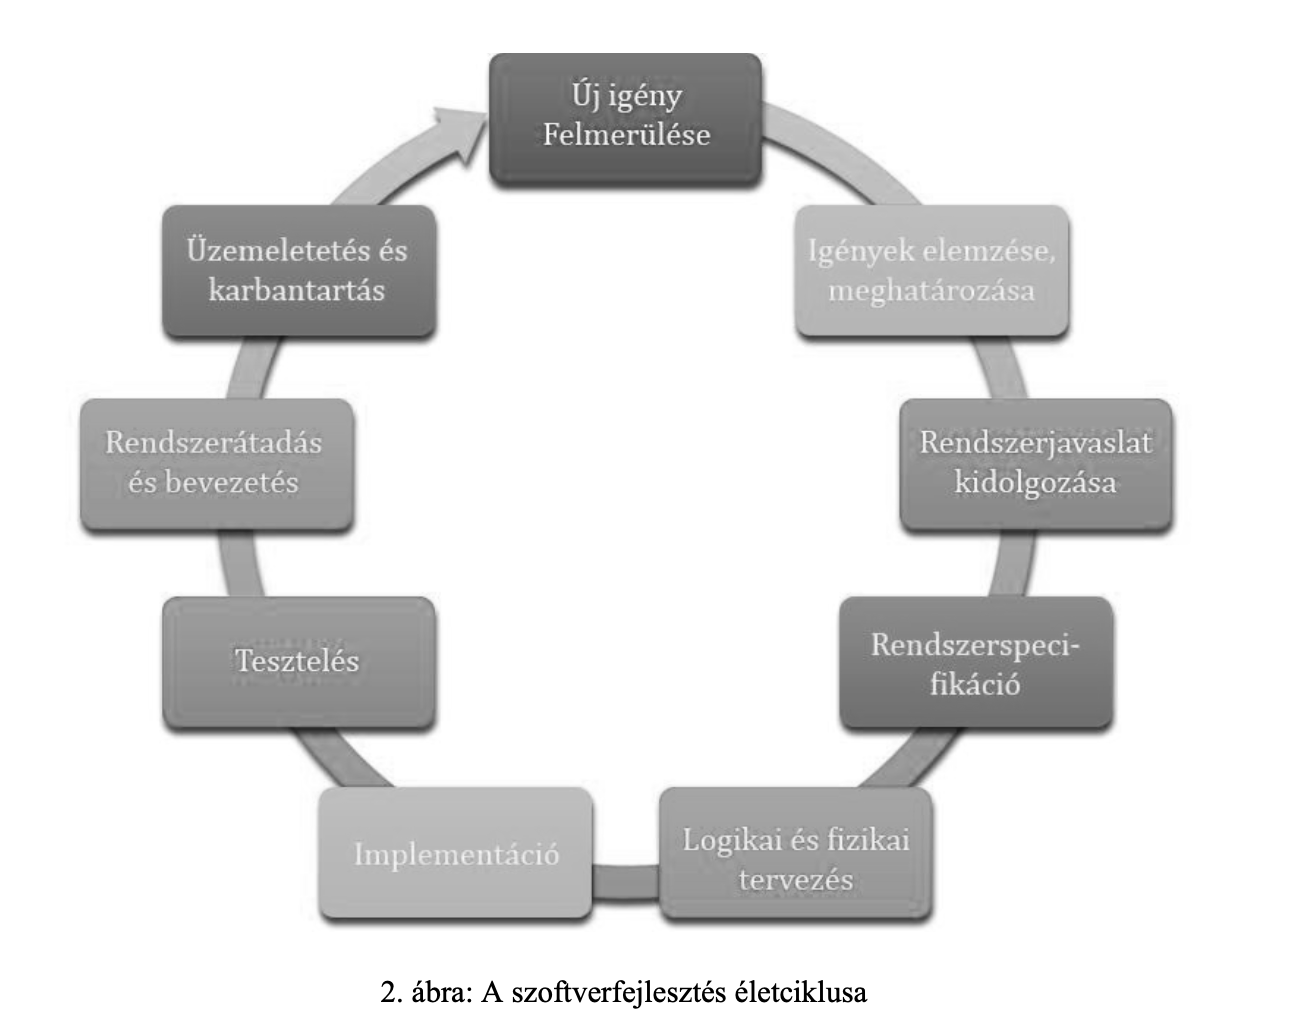 Új igény
Felmerülése
Igények elemzése,
meghatározása
Rendszerjavaslat
kidolgozása
Rendszerspeci-
fikáció
Logikai és fizikai
tervezés
Implementáció
Tesztelés
Rendszerátadás
és bevezetés
Üzemeletetés és
karbantartás
2. ábra: A szoftverfejlesztés életciklusa